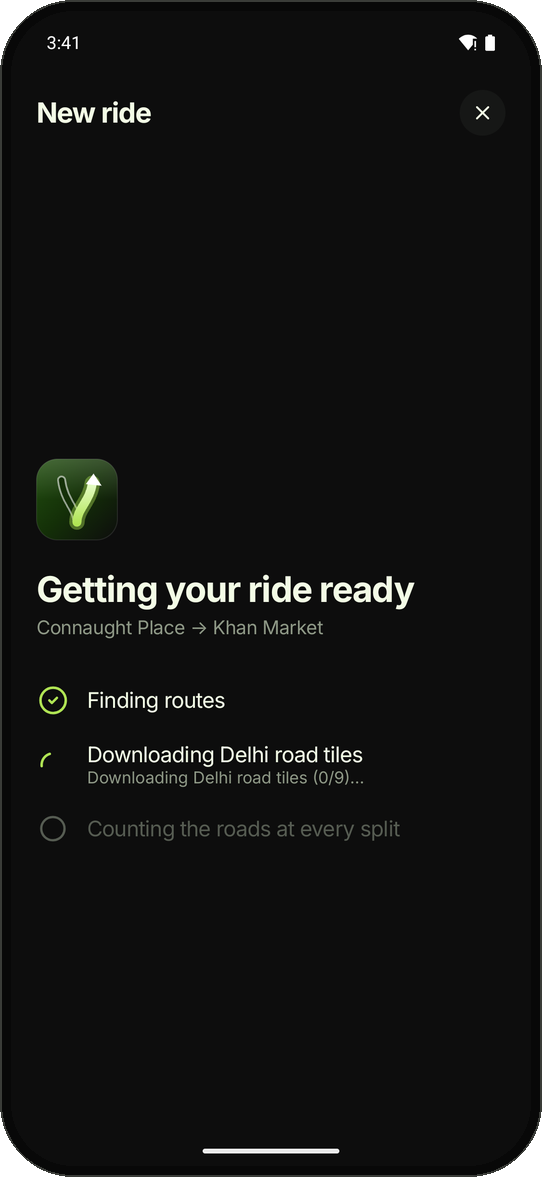 3:41
New ride
Getting your ride ready
Connaught Place → Khan Market
Finding routes
Downloading Delhi road tiles
Downloading Delhi road tiles (0/9)...
Counting the roads at every split